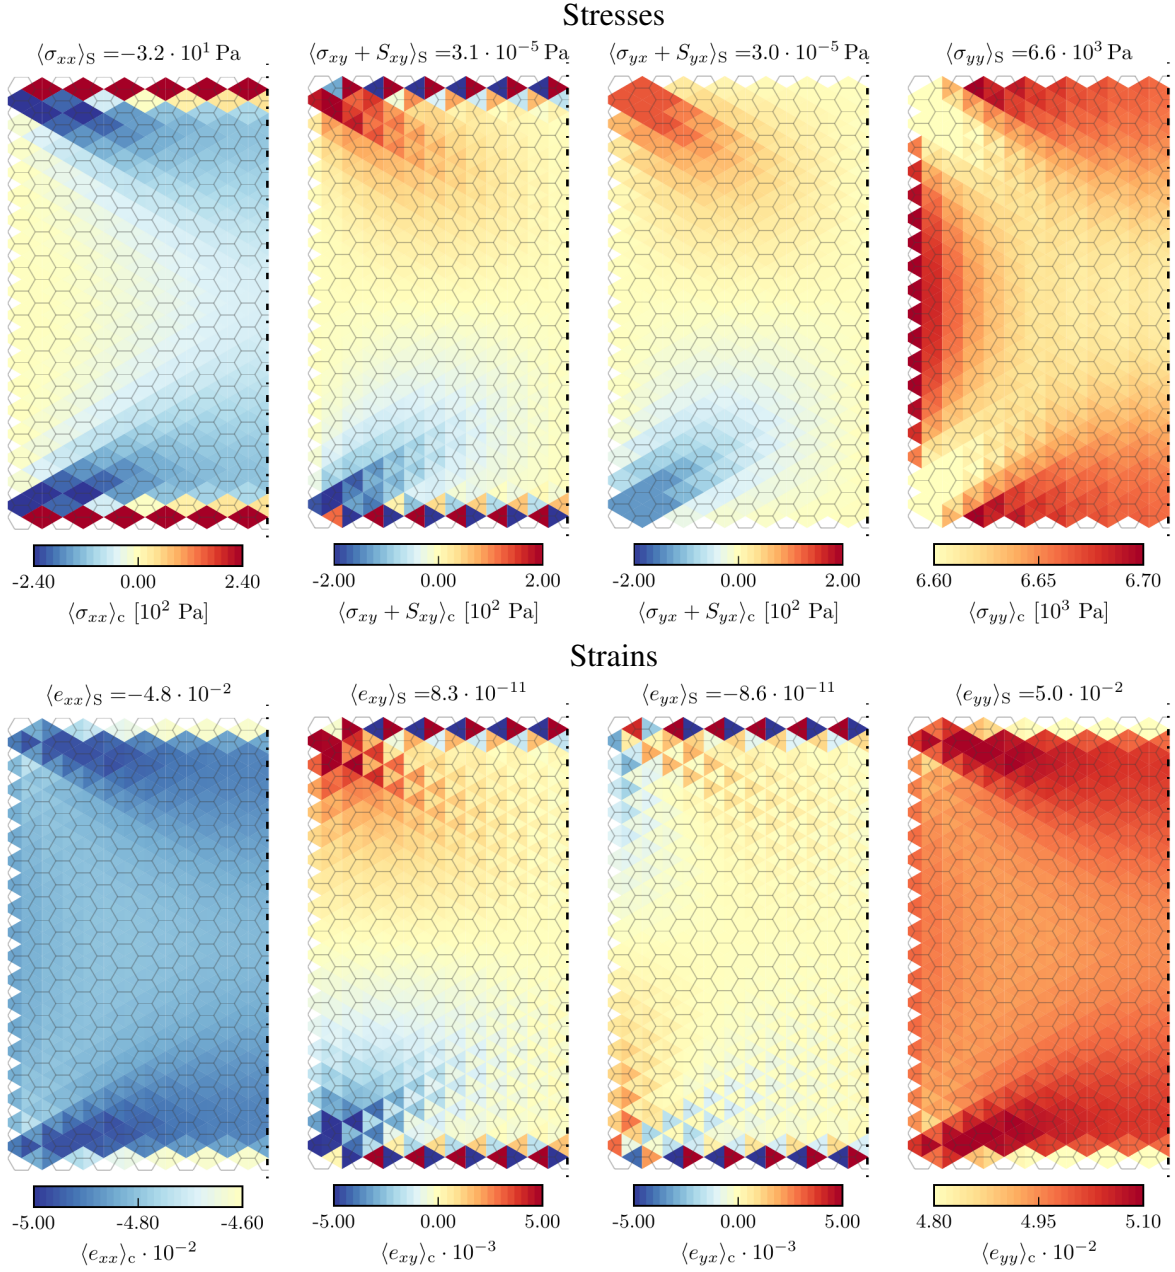 Stresses
⟨σxx⟩S =−3.2 · 10¹ Pa
⟨σxy + Sxy⟩S =3.1 · 10⁻⁵ Pa
⟨σyx + Syx⟩S =3.0 · 10⁻⁵ Pa
⟨σyy⟩S =6.6 · 10³ Pa
-2.40 0.00 2.40
-2.00 0.00 2.00
-2.00 0.00 2.00
6.60 6.65 6.70
⟨σxx⟩c [10² Pa]
⟨σxy + Sxy⟩c [10² Pa]
⟨σyx + Syx⟩c [10² Pa]
⟨σyy⟩c [10³ Pa]
Strains
⟨exx⟩S =−4.8 · 10⁻²
⟨exy⟩S =8.3 · 10⁻¹¹
⟨eyx⟩S =−8.6 · 10⁻¹¹
⟨eyy⟩S =5.0 · 10⁻²
-5.00 -4.80 -4.60
-5.00 0.00 5.00
-5.00 0.00 5.00
4.80 4.95 5.10
⟨exx⟩c · 10⁻²
⟨exy⟩c · 10⁻³
⟨eyx⟩c · 10⁻³
⟨eyy⟩c · 10⁻²